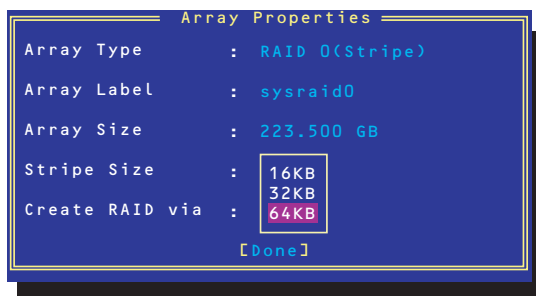 Array Properties
Array Type : RAID 0(Stripe)
Array Label : sysraid0
Array Size : 223.500 GB
Stripe Size : 16KB
32KB
Create RAID via : 64KB
[Done]